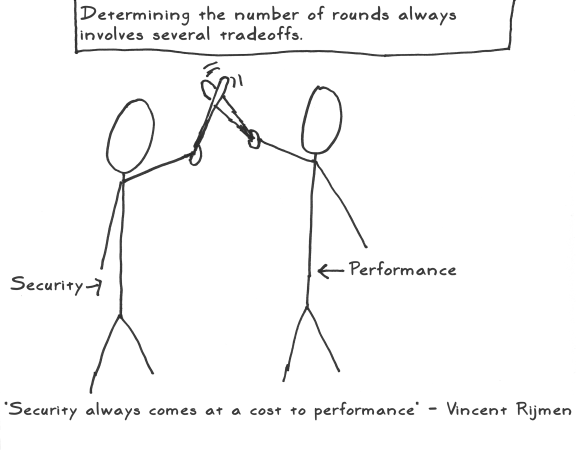 Determining the number of rounds always
involves several tradeoffs.
Security
Performance
'Security always comes at a cost to performance' - Vincent Rijmen